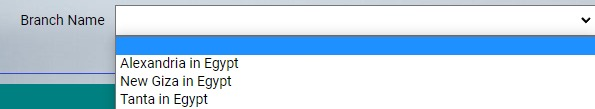 Branch Name
Alexandria in Egypt
New Giza in Egypt
Tanta in Egypt